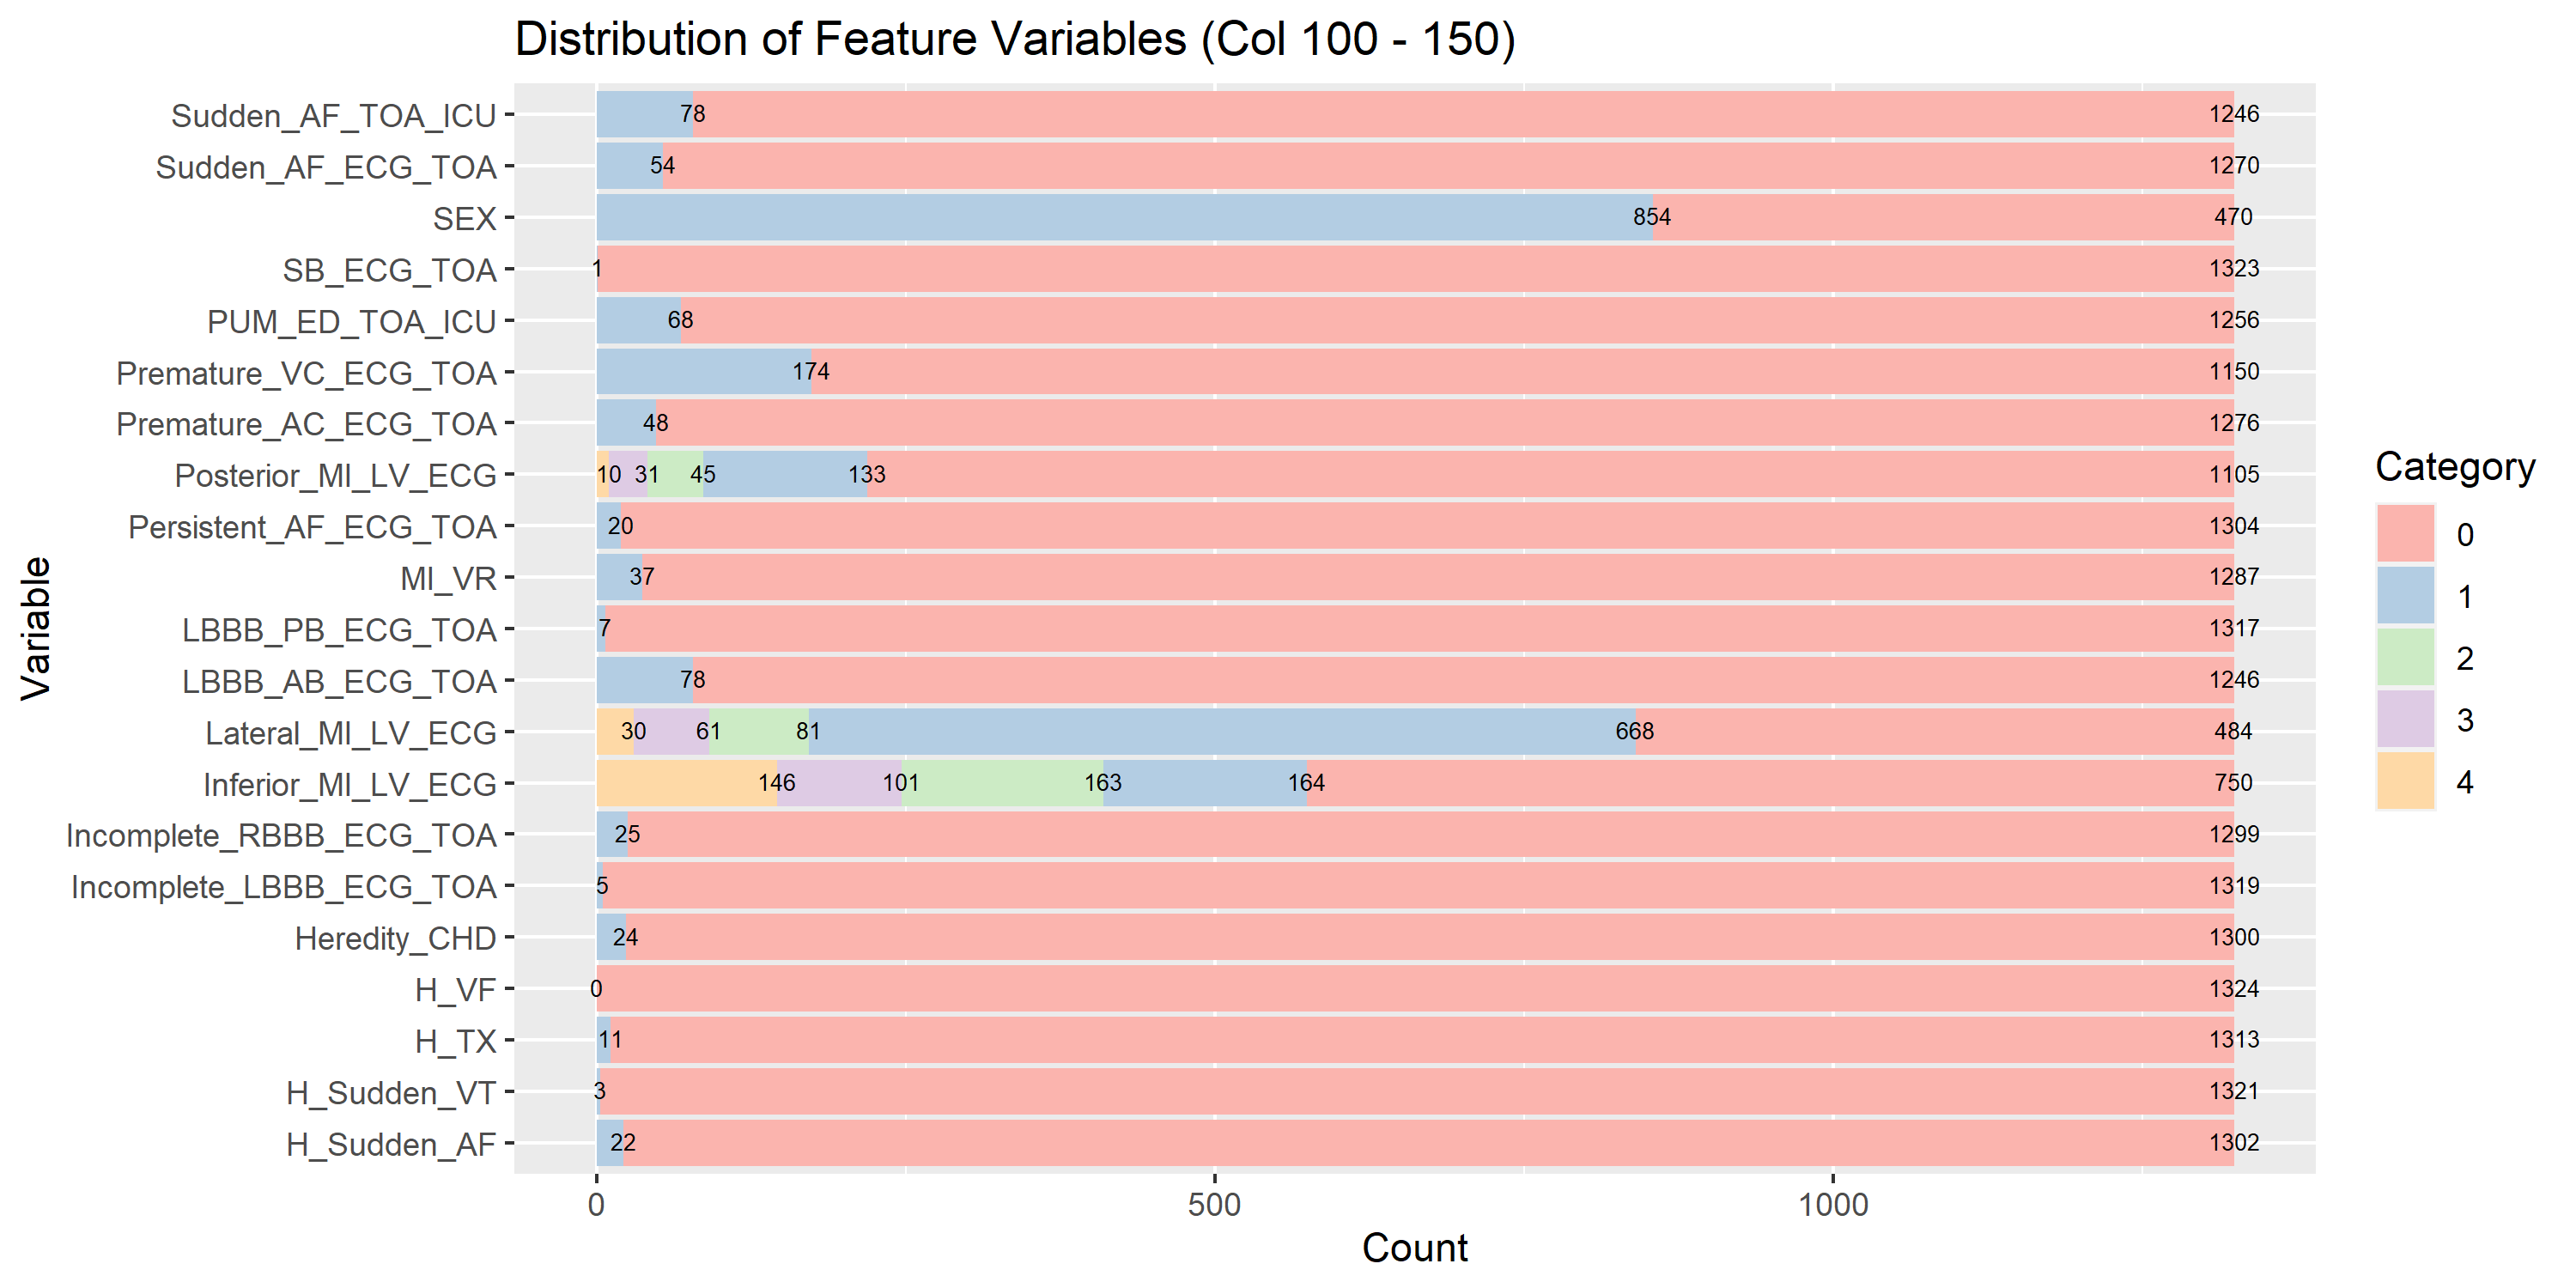 Distribution of Feature Variables (Col 100 - 150)
Sudden_AF_TOA_ICU 78 1246
Sudden_AF_ECG_TOA 54 1270
SEX 854 470
SB_ECG_TOA 1 1323
PUM_ED_TOA_ICU 68 1256
Premature_VC_ECG_TOA 174 1150
Premature_AC_ECG_TOA 48 1276
Posterior_MI_LV_ECG 10 31 45 133 1105
Persistent_AF_ECG_TOA 20 1304
MI_VR 37 1287
LBBB_PB_ECG_TOA 7 1317
LBBB_AB_ECG_TOA 78 1246
Lateral_MI_LV_ECG 30 61 81 668 484
Inferior_MI_LV_ECG 146 101 163 164 750
Incomplete_RBBB_ECG_TOA 25 1299
Incomplete_LBBB_ECG_TOA 5 1319
Heredity_CHD 24 1300
H_VF 0 1324
H_TX 11 1313
H_Sudden_VT 3 1321
H_Sudden_AF 22 1302
0 500 1000
Count
Variable
Category
0
1
2
3
4